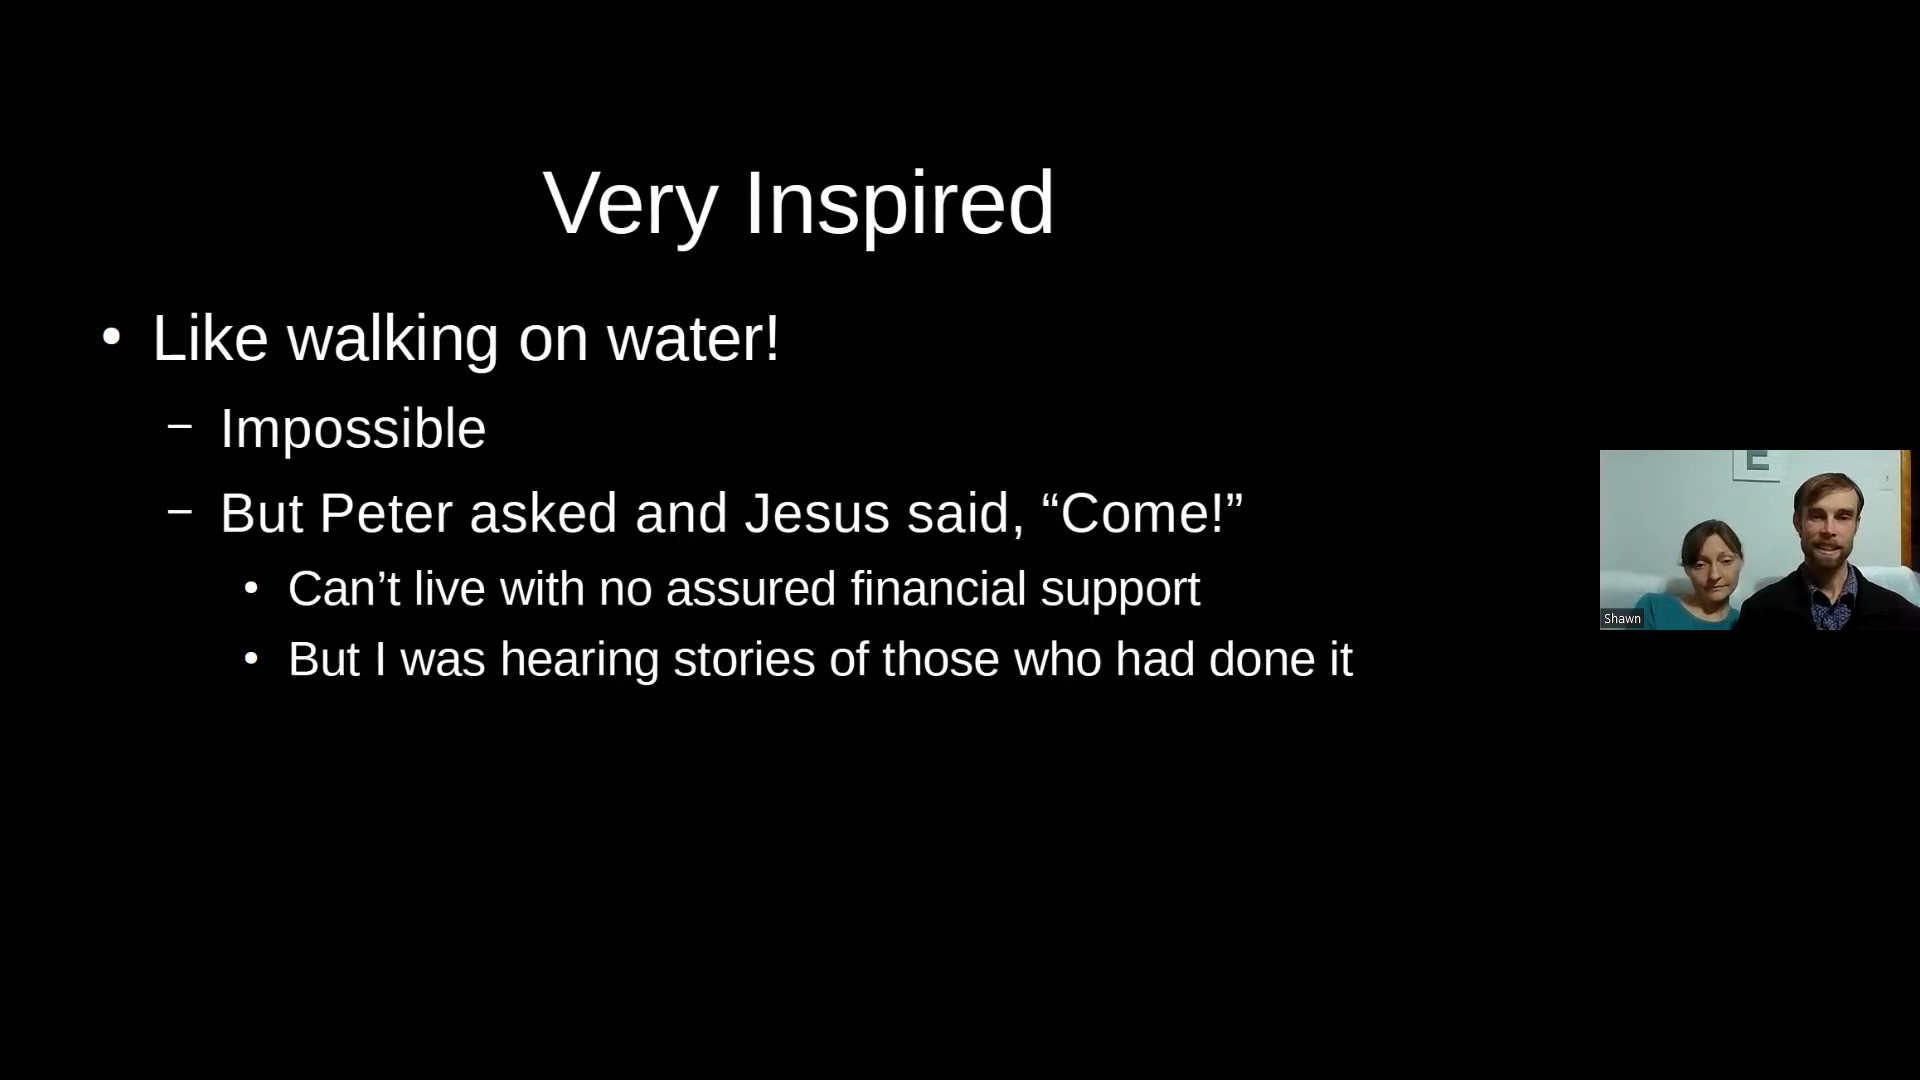 Very Inspired
• Like walking on water!
– Impossible
– But Peter asked and Jesus said, “Come!”
• Can’t live with no assured financial support
• But I was hearing stories of those who had done it
E
Shawn